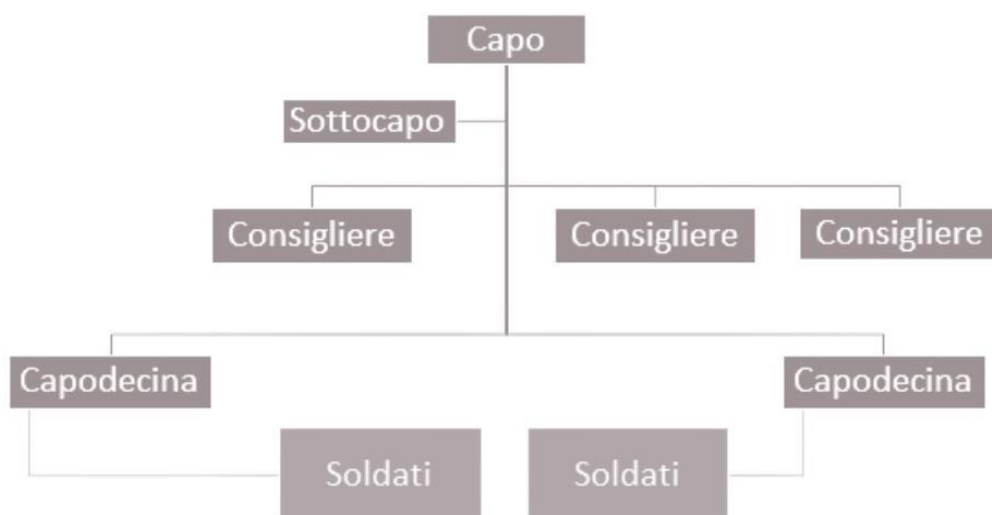 Capo
Sottocapo
Consigliere
Consigliere
Consigliere
Capodecina
Capodecina
Soldati
Soldati